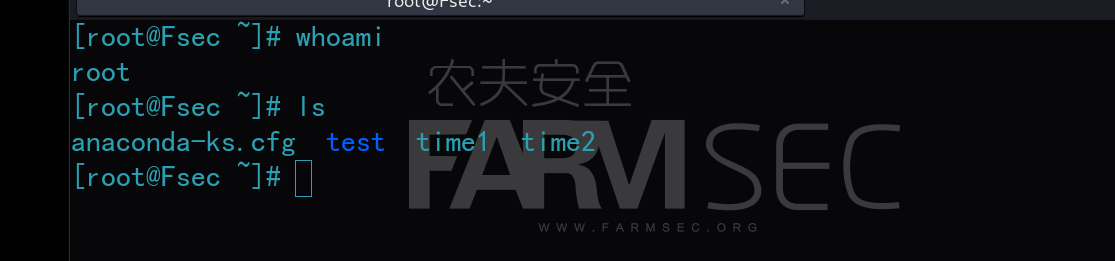 root@Fsec:~
[root@Fsec ~]# whoami
root
[root@Fsec ~]# ls
anaconda-ks.cfg  test  time1  time2
[root@Fsec ~]#
农夫安全
FARMSEC
WWW.FARMSEC.ORG